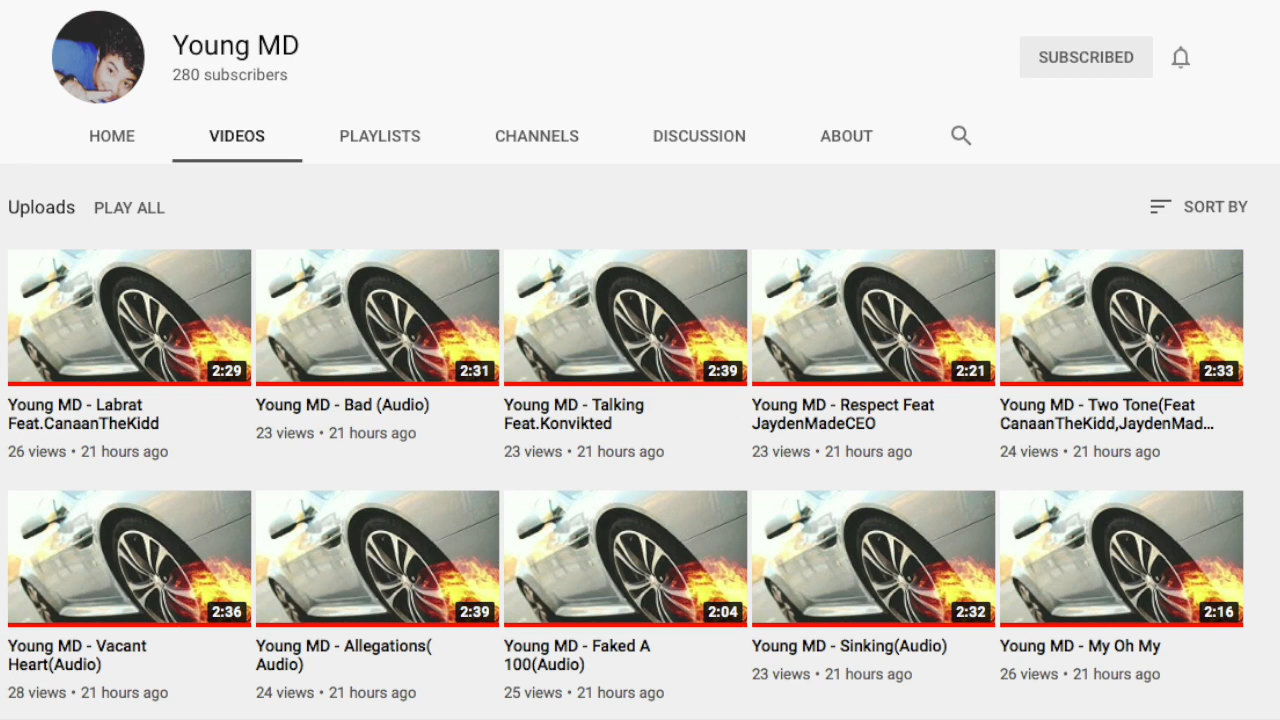 Young MD
280 subscribers
SUBSCRIBED
HOME VIDEOS PLAYLISTS CHANNELS DISCUSSION ABOUT
Uploads PLAY ALL SORT BY
2:29 2:31 2:39 2:21 2:33
Young MD - Labrat
Feat.CanaanTheKidd
26 views • 21 hours ago
Young MD - Bad (Audio)
23 views • 21 hours ago
Young MD - Talking
Feat.Konvikted
23 views • 21 hours ago
Young MD - Respect Feat
JaydenMadeCEO
23 views • 21 hours ago
Young MD - Two Tone(Feat
CanaanTheKidd,JaydenMad...
24 views • 21 hours ago
2:36 2:39 2:04 2:32 2:16
Young MD - Vacant
Heart(Audio)
28 views • 21 hours ago
Young MD - Allegations(
Audio)
24 views • 21 hours ago
Young MD - Faked A
100(Audio)
25 views • 21 hours ago
Young MD - Sinking(Audio)
23 views • 21 hours ago
Young MD - My Oh My
26 views • 21 hours ago